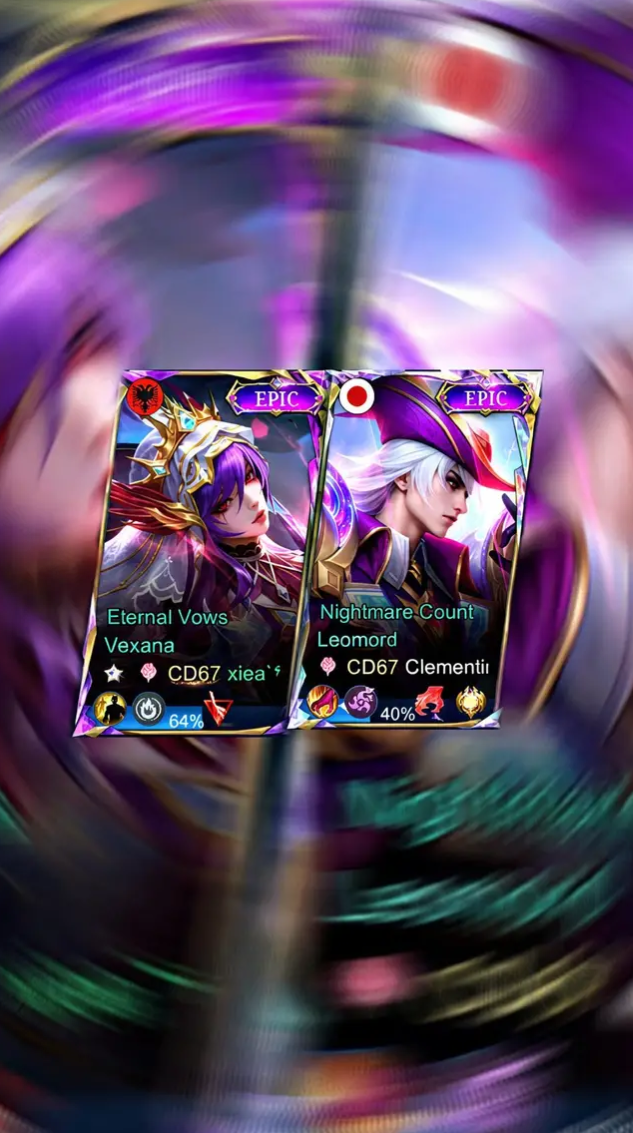 EPIC
Eternal Vows
Vexana
CD67 xiea`⚡
64%
EPIC
Nightmare Count
Leomord
CD67 Clementi
40%